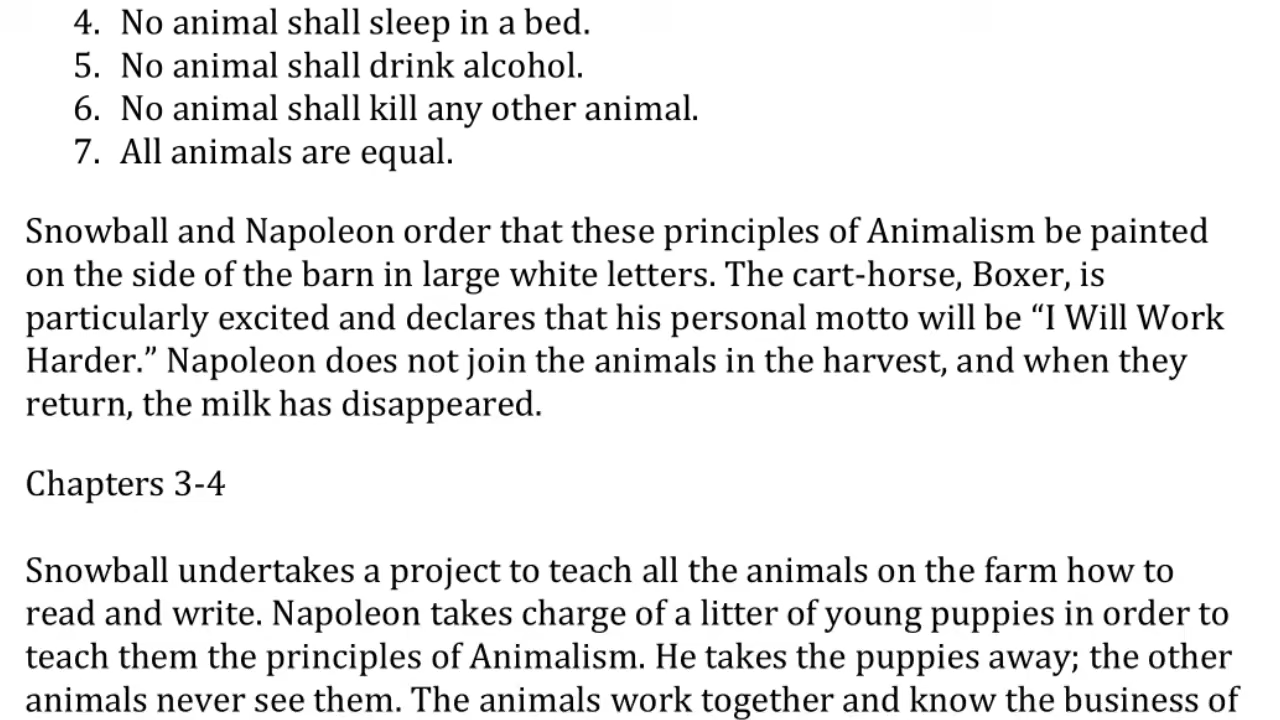 4. No animal shall sleep in a bed.
5. No animal shall drink alcohol.
6. No animal shall kill any other animal.
7. All animals are equal.
Snowball and Napoleon order that these principles of Animalism be painted
on the side of the barn in large white letters. The cart-horse, Boxer, is
particularly excited and declares that his personal motto will be “I Will Work
Harder.” Napoleon does not join the animals in the harvest, and when they
return, the milk has disappeared.
Chapters 3-4
Snowball undertakes a project to teach all the animals on the farm how to
read and write. Napoleon takes charge of a litter of young puppies in order to
teach them the principles of Animalism. He takes the puppies away; the other
animals never see them. The animals work together and know the business of